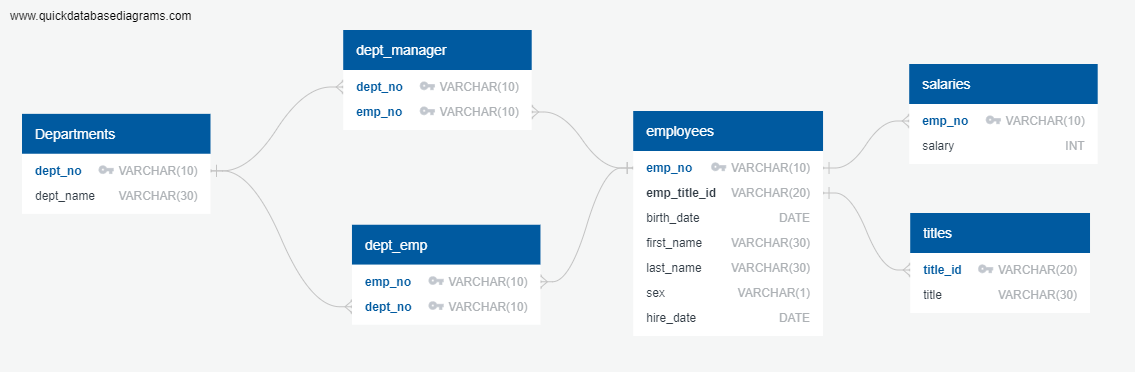 www.quickdatabasediagrams.com
Departments
dept_no VARCHAR(10)
dept_name VARCHAR(30)
dept_manager
dept_no VARCHAR(10)
emp_no VARCHAR(10)
dept_emp
emp_no VARCHAR(10)
dept_no VARCHAR(10)
employees
emp_no VARCHAR(10)
emp_title_id VARCHAR(20)
birth_date DATE
first_name VARCHAR(30)
last_name VARCHAR(30)
sex VARCHAR(1)
hire_date DATE
salaries
emp_no VARCHAR(10)
salary INT
titles
title_id VARCHAR(20)
title VARCHAR(30)